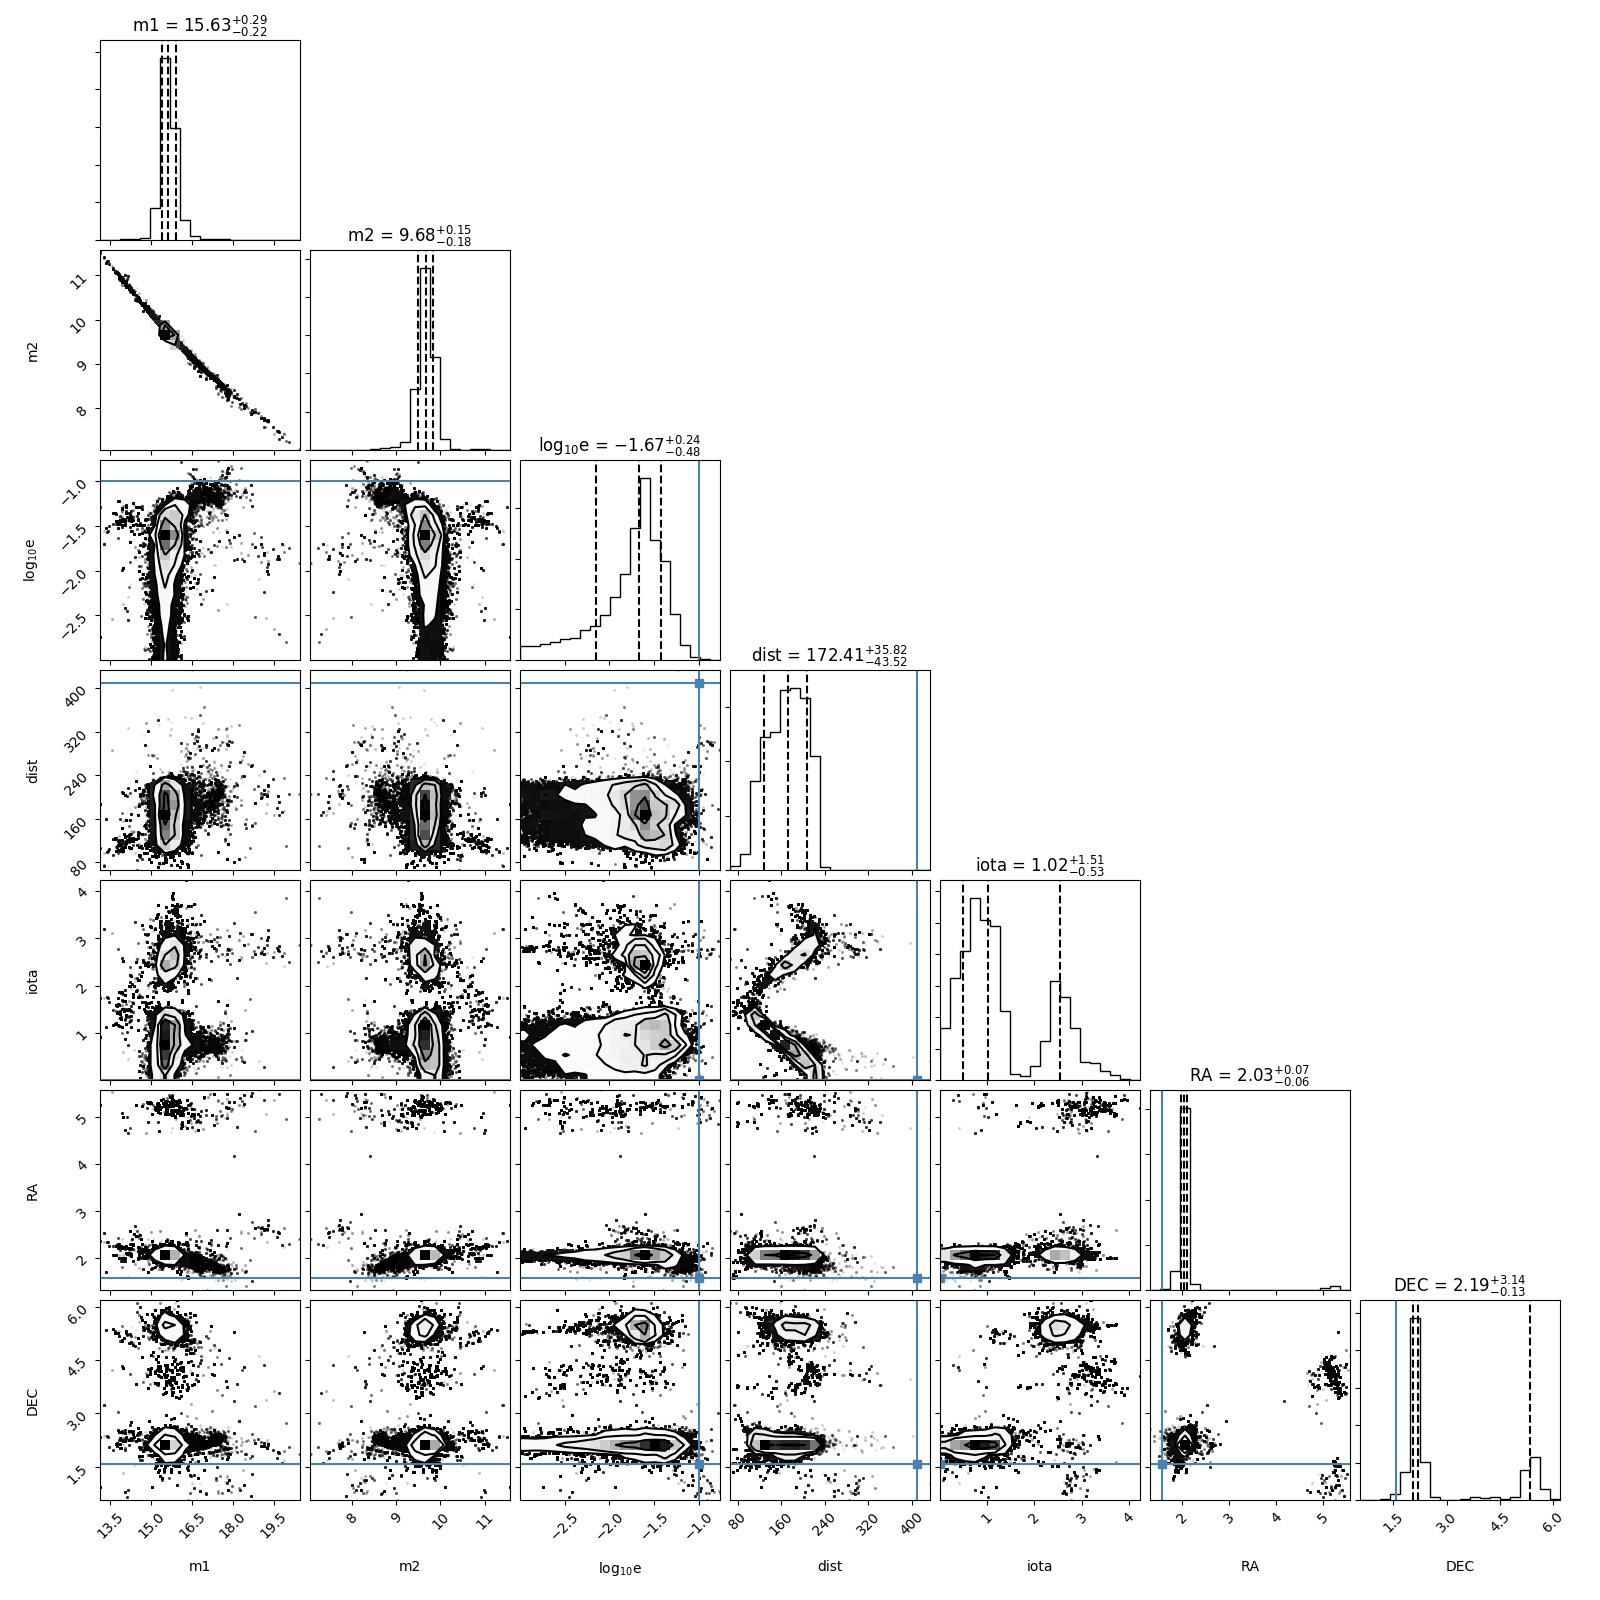 m1 = 15.63^{+0.29}_{-0.22}
m2 = 9.68^{+0.15}_{-0.18}
m2
11
10
9
8
log₁₀e = −1.67^{+0.24}_{-0.48}
log₁₀e
−1.0
−1.5
−2.0
−2.5
dist = 172.41^{+35.82}_{-43.52}
dist
400
320
240
160
80
iota = 1.02^{+1.51}_{-0.53}
iota
4
3
2
1
RA = 2.03^{+0.07}_{-0.06}
RA
5
4
3
2
DEC = 2.19^{+3.14}_{-0.13}
DEC
6.0
4.5
3.0
1.5
13.5 15.0 16.5 18.0 19.5 8 9 10 11 −2.5 −2.0 −1.5 −1.0 80 160 240 320 400 1 2 3 4 2 3 4 5 1.5 3.0 4.5 6.0
m1 m2 log₁₀e dist iota RA DEC